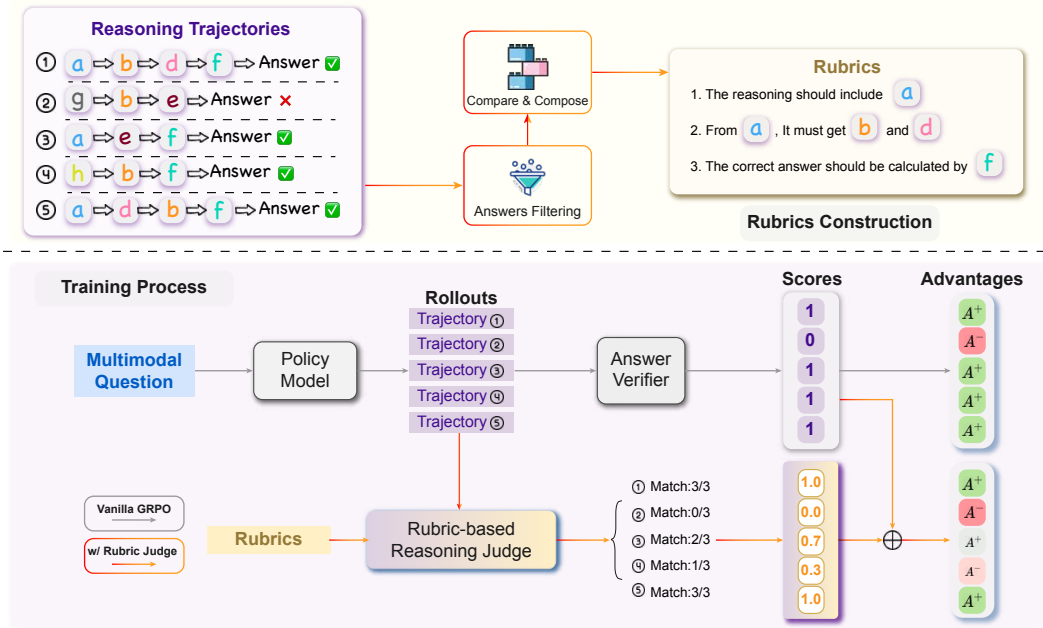 Reasoning Trajectories
① a ⇨ b ⇨ d ⇨ f ⇨ Answer ✅
② g ⇨ b ⇨ e ⇨ Answer ❌
③ a ⇨ e ⇨ f ⇨ Answer ✅
④ h ⇨ b ⇨ f ⇨ Answer ✅
⑤ a ⇨ d ⇨ b ⇨ f ⇨ Answer ✅
Compare & Compose
Answers Filtering
Rubrics
1. The reasoning should include a
2. From a , It must get b and d
3. The correct answer should be calculated by f
Rubrics Construction
Training Process
Multimodal
Question
Policy
Model
Rollouts
Trajectory ①
Trajectory ②
Trajectory ③
Trajectory ④
Trajectory ⑤
Answer
Verifier
Scores
1
0
1
1
1
Advantages
A⁺
A⁻
A⁺
A⁺
A⁺
Vanilla GRPO
w/ Rubric Judge
Rubrics
Rubric-based
Reasoning Judge
① Match:3/3
② Match:0/3
③ Match:2/3
④ Match:1/3
⑤ Match:3/3
1.0
0.0
0.7
0.3
1.0
A⁺
A⁻
A⁺
A⁻
A⁺